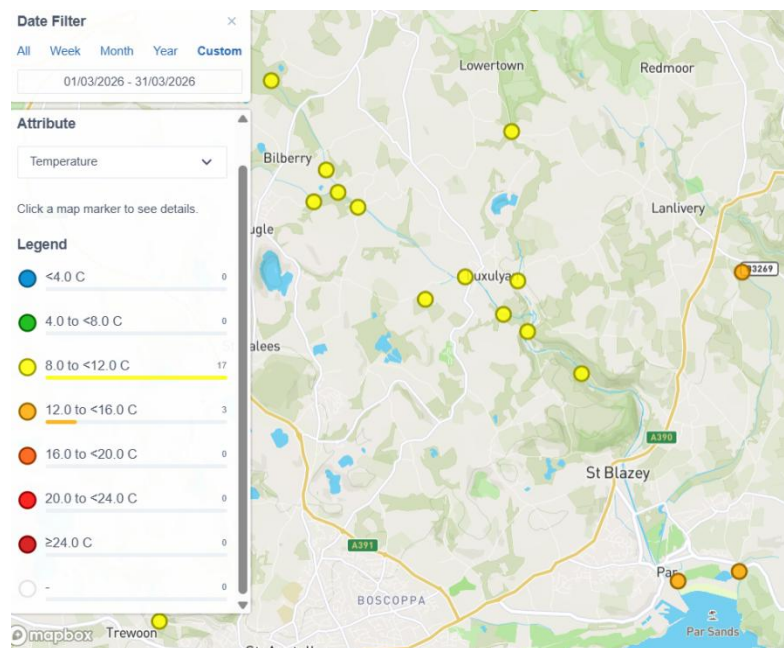 Date Filter
×
All Week Month Year Custom
01/03/2026 - 31/03/2026
Attribute
Temperature
Click a map marker to see details.
Legend
<4.0 C 0
4.0 to <8.0 C 0
8.0 to <12.0 C 17
12.0 to <16.0 C 3
16.0 to <20.0 C 0
20.0 to <24.0 C 0
≥24.0 C 0
- 0
mapbox
Lowertown
Redmoor
Bilberry
Lanlivery
ugle
uxulya
B3269
alees
A390
St Blazey
A391
Par
BOSCOPPA
Par Sands
Trewoon